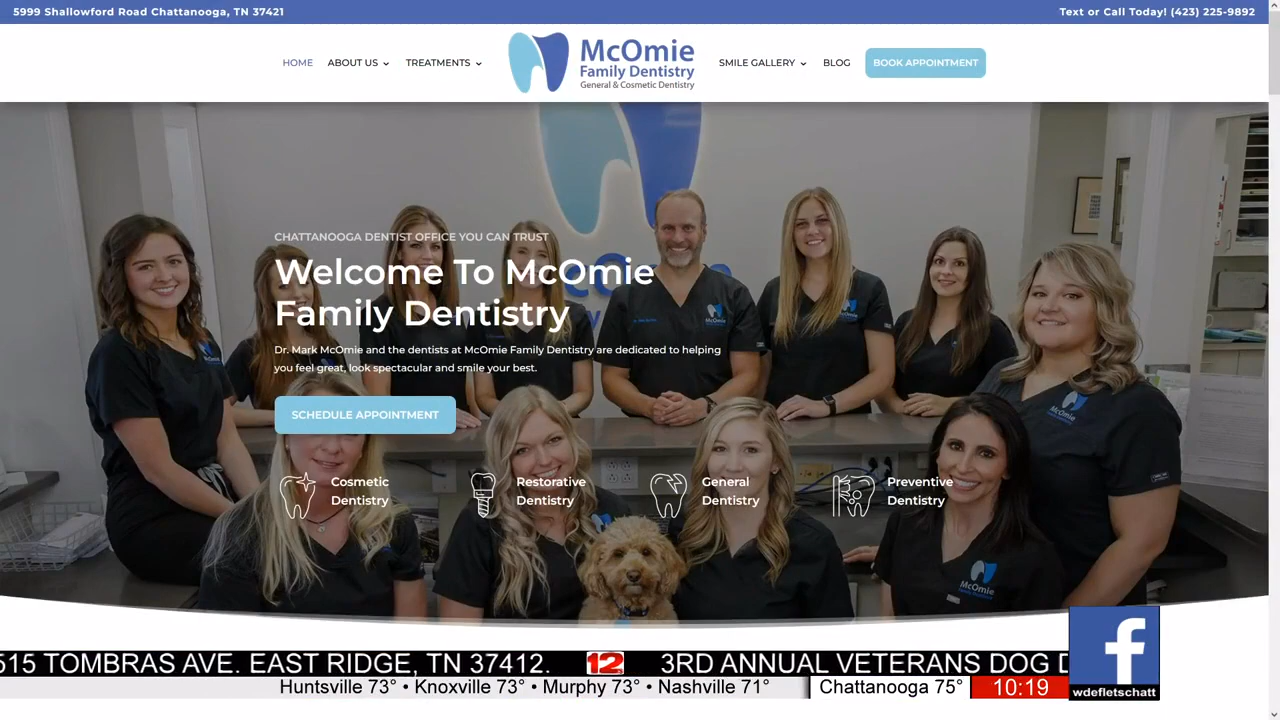 5999 Shallowford Road Chattanooga, TN 37421
Text or Call Today! (423) 225-9892
HOME
ABOUT US
TREATMENTS
McOmie
Family Dentistry
General & Cosmetic Dentistry
SMILE GALLERY
BLOG
BOOK APPOINTMENT
CHATTANOOGA DENTIST OFFICE YOU CAN TRUST
Welcome To McOmie
Family Dentistry
Dr. Mark McOmie and the dentists at McOmie Family Dentistry are dedicated to helping
you feel great, look spectacular and smile your best.
SCHEDULE APPOINTMENT
Cosmetic
Dentistry
Restorative
Dentistry
General
Dentistry
Preventive
Dentistry
McOmie
Family Dentistry
515 TOMBRAS AVE. EAST RIDGE, TN 37412. 12 3RD ANNUAL VETERANS DOG
Huntsville 73° • Knoxville 73° • Murphy 73° • Nashville 71°
Chattanooga 75°
10:19
f
wdefletschatt